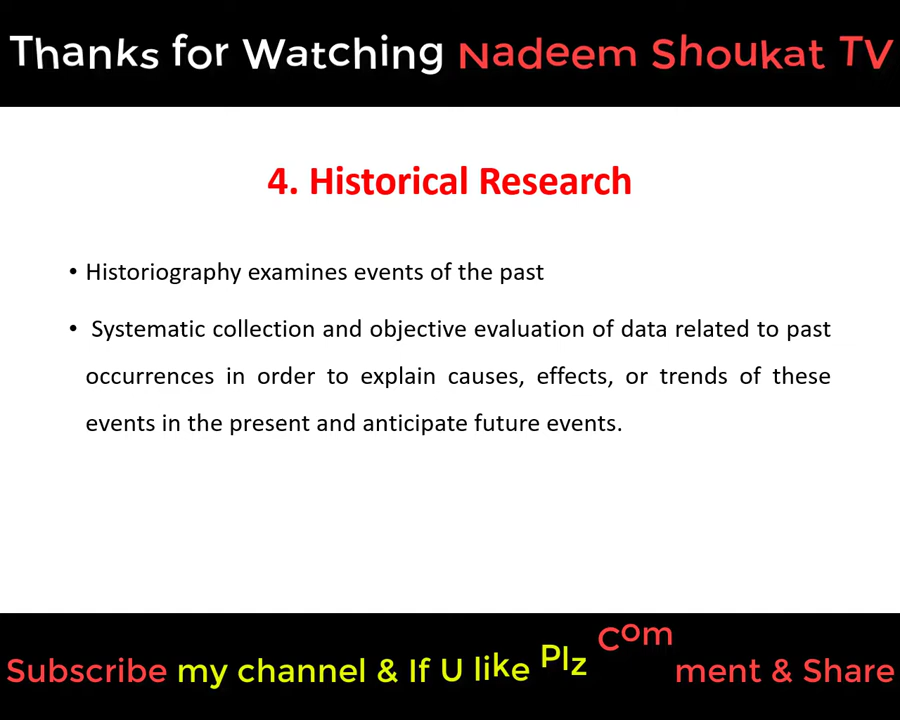 Thanks for Watching Nadeem Shoukat TV
4. Historical Research
• Historiography examines events of the past
• Systematic collection and objective evaluation of data related to past
occurrences in order to explain causes, effects, or trends of these
events in the present and anticipate future events.
Subscribe my channel & If U like Plz Comment & Share